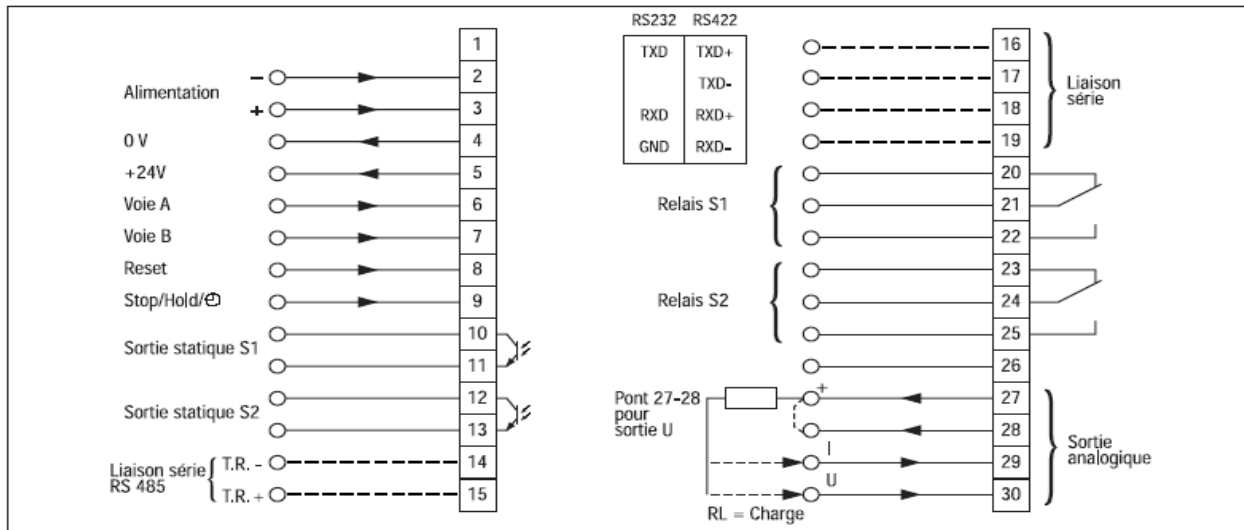 1
Alimentation
- 2
+ 3
0 V 4
+24V 5
Voie A 6
Voie B 7
Reset 8
Stop/Hold/ 9
Sortie statique S1
10
11
Sortie statique S2
12
13
Liaison série
RS 485
T.R. - 14
T.R. + 15
RS232 RS422
TXD TXD+
TXD-
RXD RXD+
GND RXD-
16
17
18
19
Liaison
série
Relais S1
20
21
22
Relais S2
23
24
25
26
Pont 27-28
pour
sortie U
+ 27
28
I 29
U 30
RL = Charge
Sortie
analogique